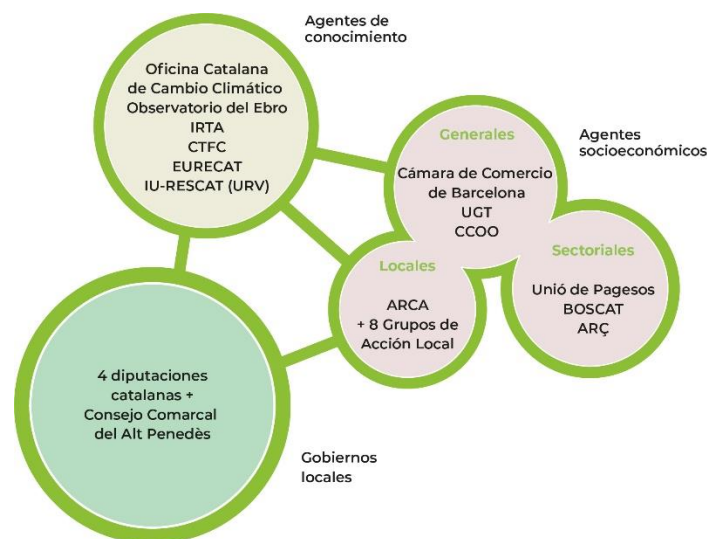 Agentes de
conocimiento
Oficina Catalana
de Cambio Climático
Observatorio del Ebro
IRTA
CTFC
EURECAT
IU-RESCAT (URV)
Generales
Cámara de Comercio
de Barcelona
UGT
CCOO
Agentes
socioeconómicos
Locales
ARCA
+ 8 Grupos de
Acción Local
Sectoriales
Unió de Pagesos
BOSCAT
ARÇ
4 diputaciones
catalanas +
Consejo Comarcal
del Alt Penedès
Gobiernos
locales